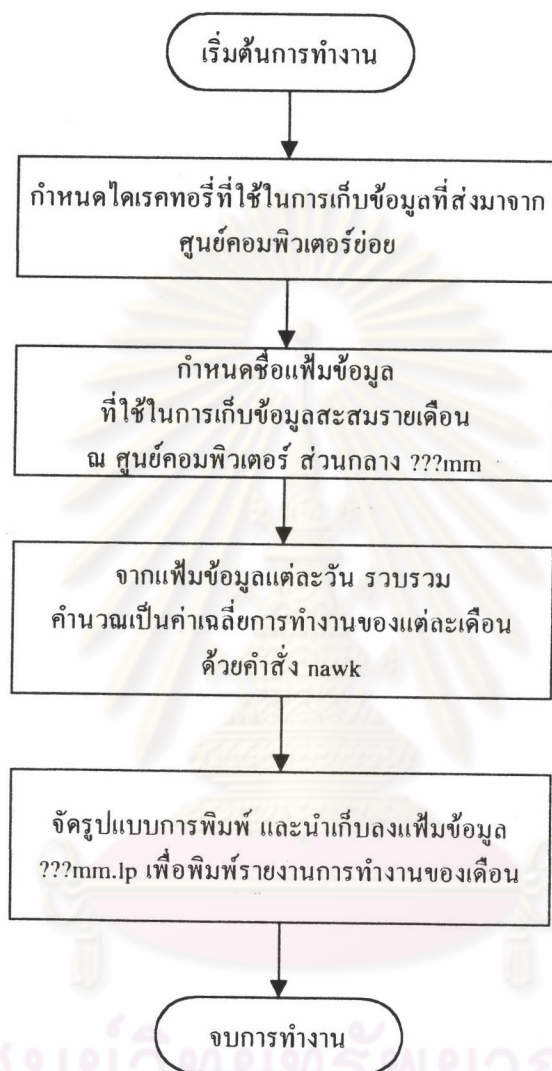 เริ่มต้นการทำงาน
กำหนดไดเรคทอรี่ที่ใช้ในการเก็บข้อมูลที่ส่งมาจาก
ศูนย์คอมพิวเตอร์ย่อย
กำหนดชื่อแฟ้มข้อมูล
ที่ใช้ในการเก็บข้อมูลสะสมรายเดือน
ณ ศูนย์คอมพิวเตอร์ ส่วนกลาง ???mm
จากแฟ้มข้อมูลแต่ละวัน รวบรวม
คำนวณเป็นค่าเฉลี่ยการทำงานของแต่ละเดือน
ด้วยคำสั่ง nawk
จัดรูปแบบการพิมพ์ และนำเก็บลงแฟ้มข้อมูล
???mm.lp เพื่อพิมพ์รายงานการทำงานของเดือน
จบการทำงาน
ศูนย์วิทยทรัพยาก